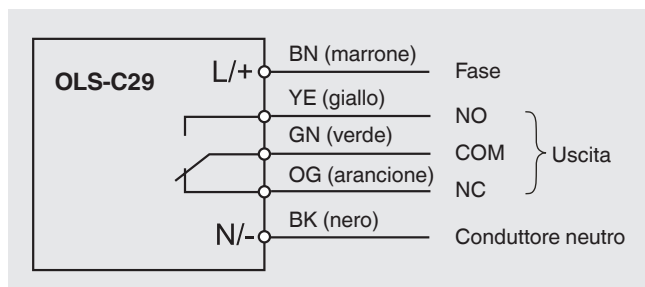 OLS-C29
L/+ BN (marrone) Fase
YE (giallo) NO
GN (verde) COM Uscita
OG (arancione) NC
N/- BK (nero) Conduttore neutro